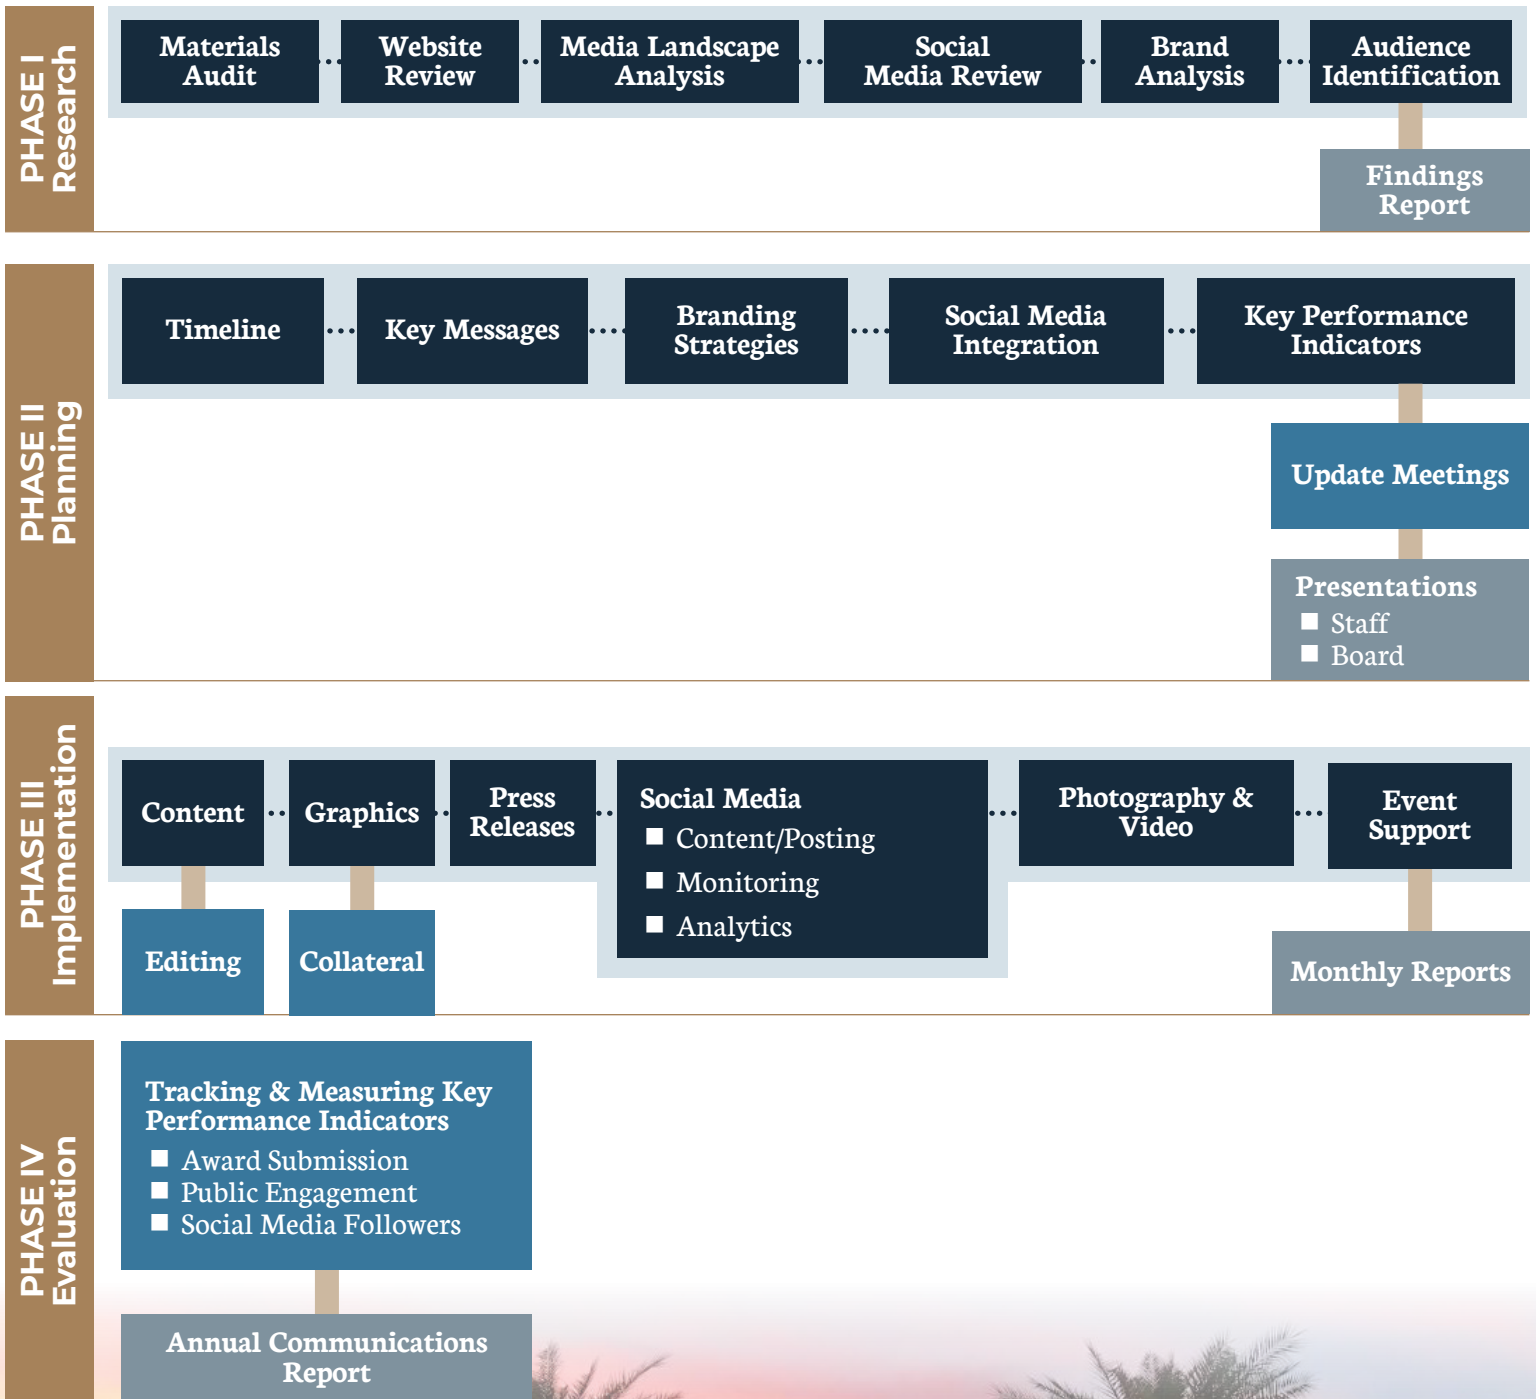 PHASE I
Research
Materials
Audit
Website
Review
Media Landscape
Analysis
Social
Media Review
Brand
Analysis
Audience
Identification
Findings
Report
PHASE II
Planning
Timeline
Key Messages
Branding
Strategies
Social Media
Integration
Key Performance
Indicators
Update Meetings
Presentations
Staff
Board
PHASE III
Implementation
Content
Graphics
Press
Releases
Social Media
Content/Posting
Monitoring
Analytics
Photography &
Video
Event
Support
Editing
Collateral
Monthly Reports
PHASE IV
Evaluation
Tracking & Measuring Key
Performance Indicators
Award Submission
Public Engagement
Social Media Followers
Annual Communications
Report